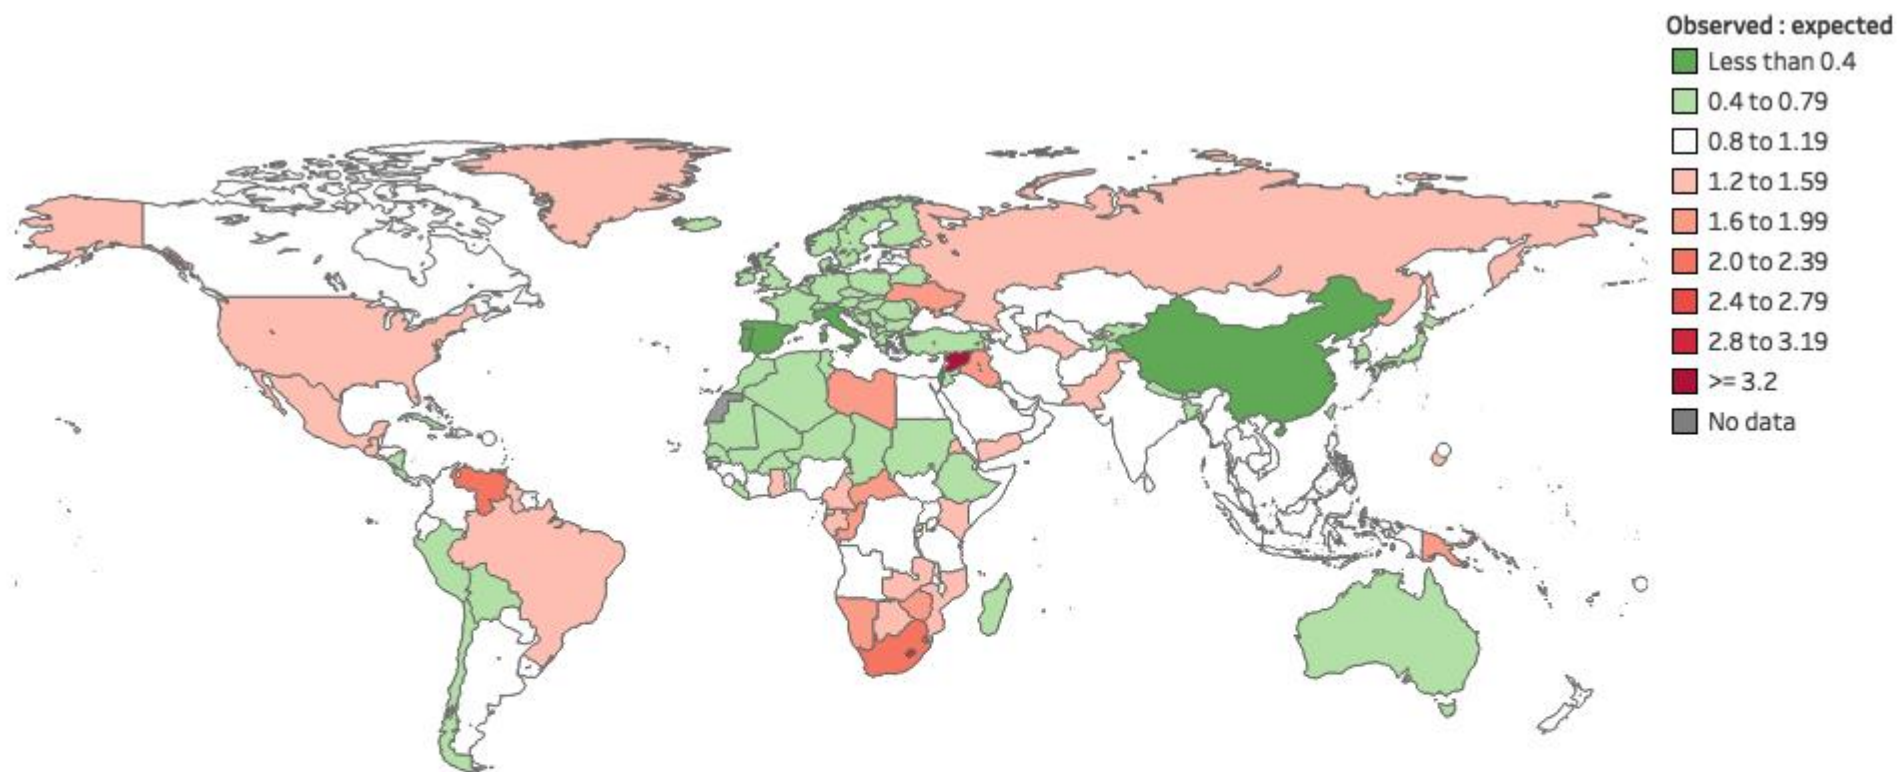 Observed : expected
Less than 0.4
0.4 to 0.79
0.8 to 1.19
1.2 to 1.59
1.6 to 1.99
2.0 to 2.39
2.4 to 2.79
2.8 to 3.19
>= 3.2
No data